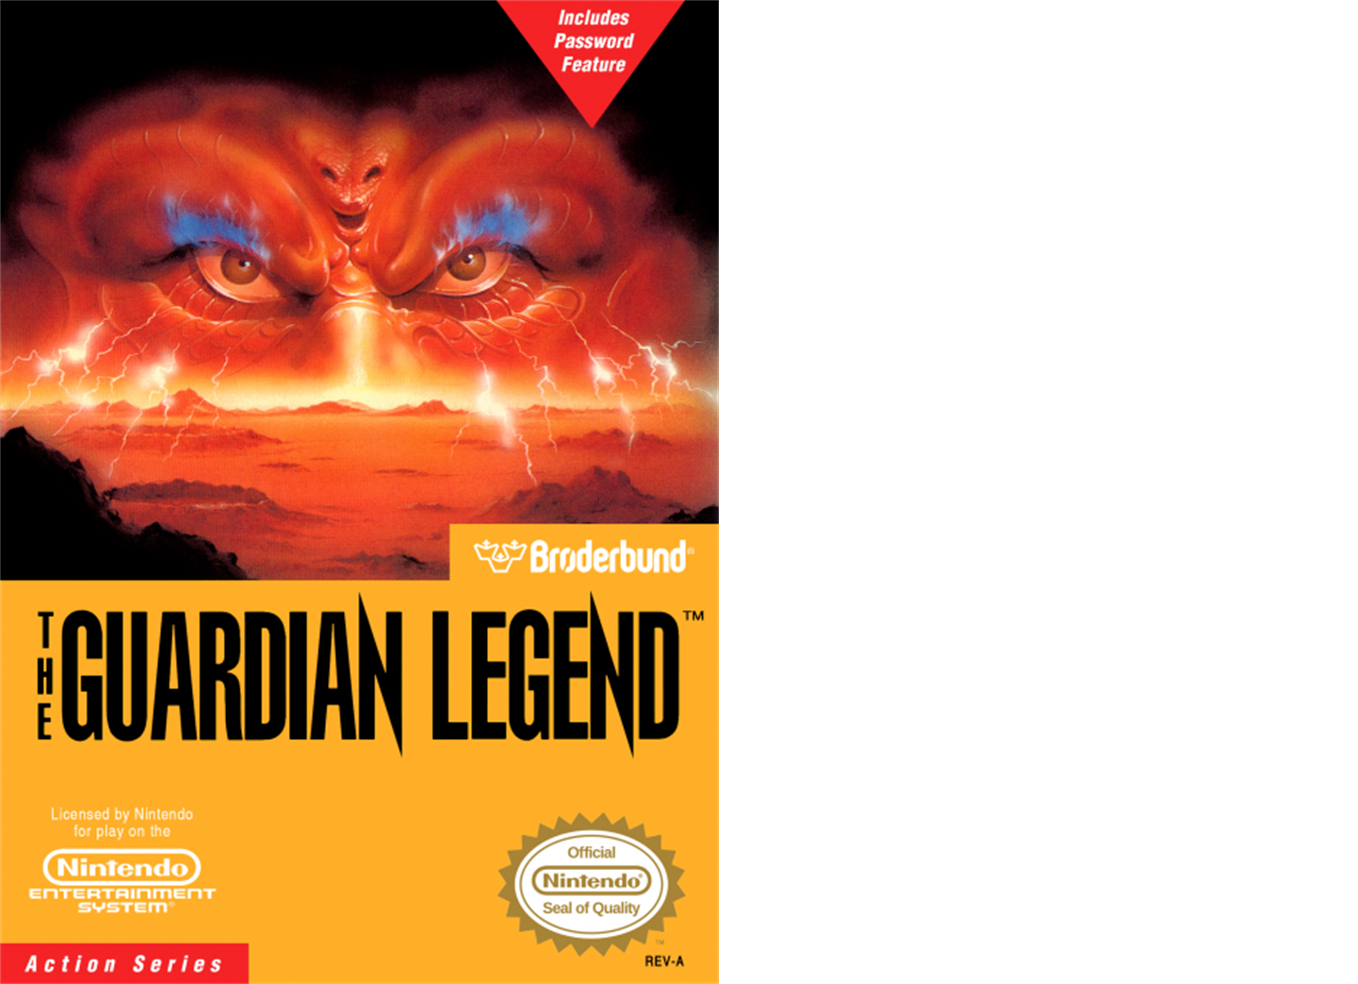 Includes
Password
Feature
Brøderbund®
THE GUARDIAN LEGEND™
Licensed by Nintendo
for play on the
Nintendo
ENTERTAINMENT
SYSTEM®
Official
Nintendo®
Seal of Quality
TM
REV-A
Action Series